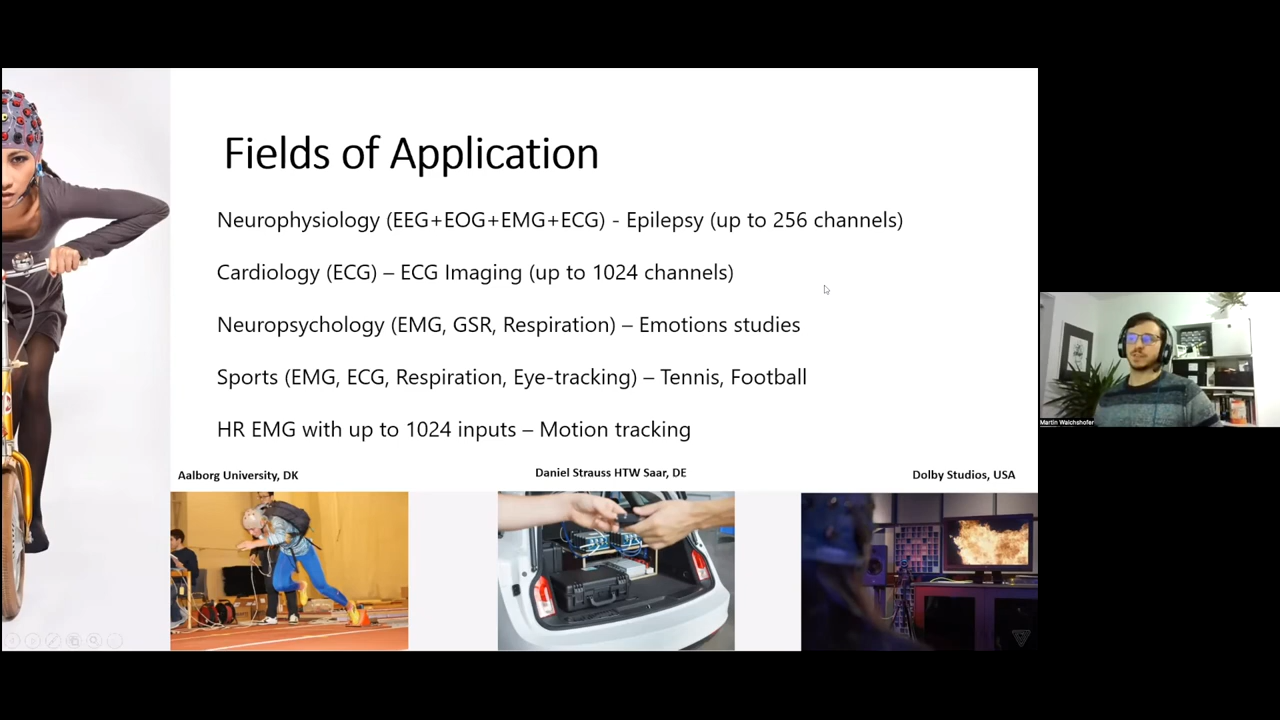 Fields of Application
Neurophysiology (EEG+EOG+EMG+ECG) - Epilepsy (up to 256 channels)
Cardiology (ECG) – ECG Imaging (up to 1024 channels)
Neuropsychology (EMG, GSR, Respiration) – Emotions studies
Sports (EMG, ECG, Respiration, Eye-tracking) – Tennis, Football
HR EMG with up to 1024 inputs – Motion tracking
Aalborg University, DK
Daniel Strauss HTW Saar, DE
Dolby Studios, USA
Martin Walchshofer